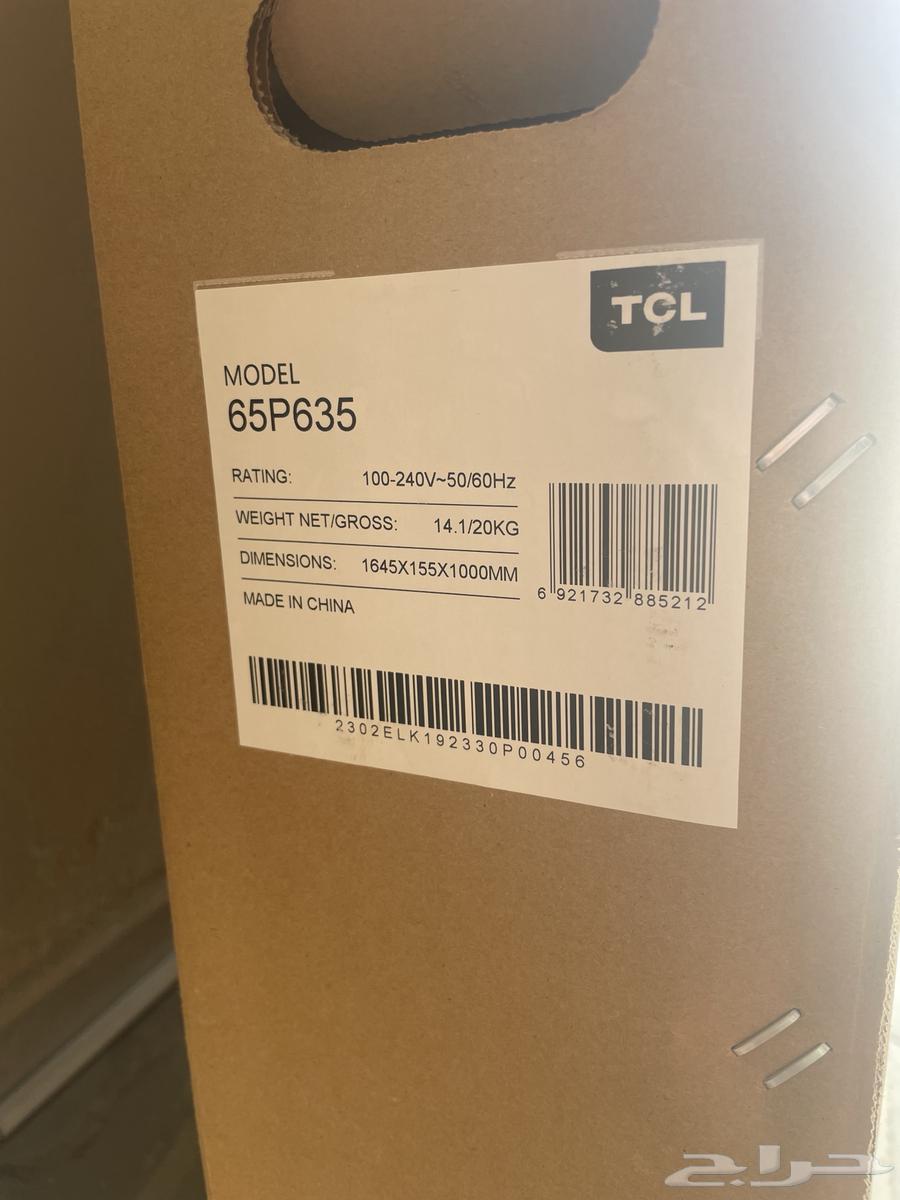 TCL
MODEL
65P635
RATING: 100-240V~50/60Hz
WEIGHT NET/GROSS: 14.1/20KG
DIMENSIONS: 1645X155X1000MM
MADE IN CHINA
6 921732 885212
2302ELK192330P00456
حراج